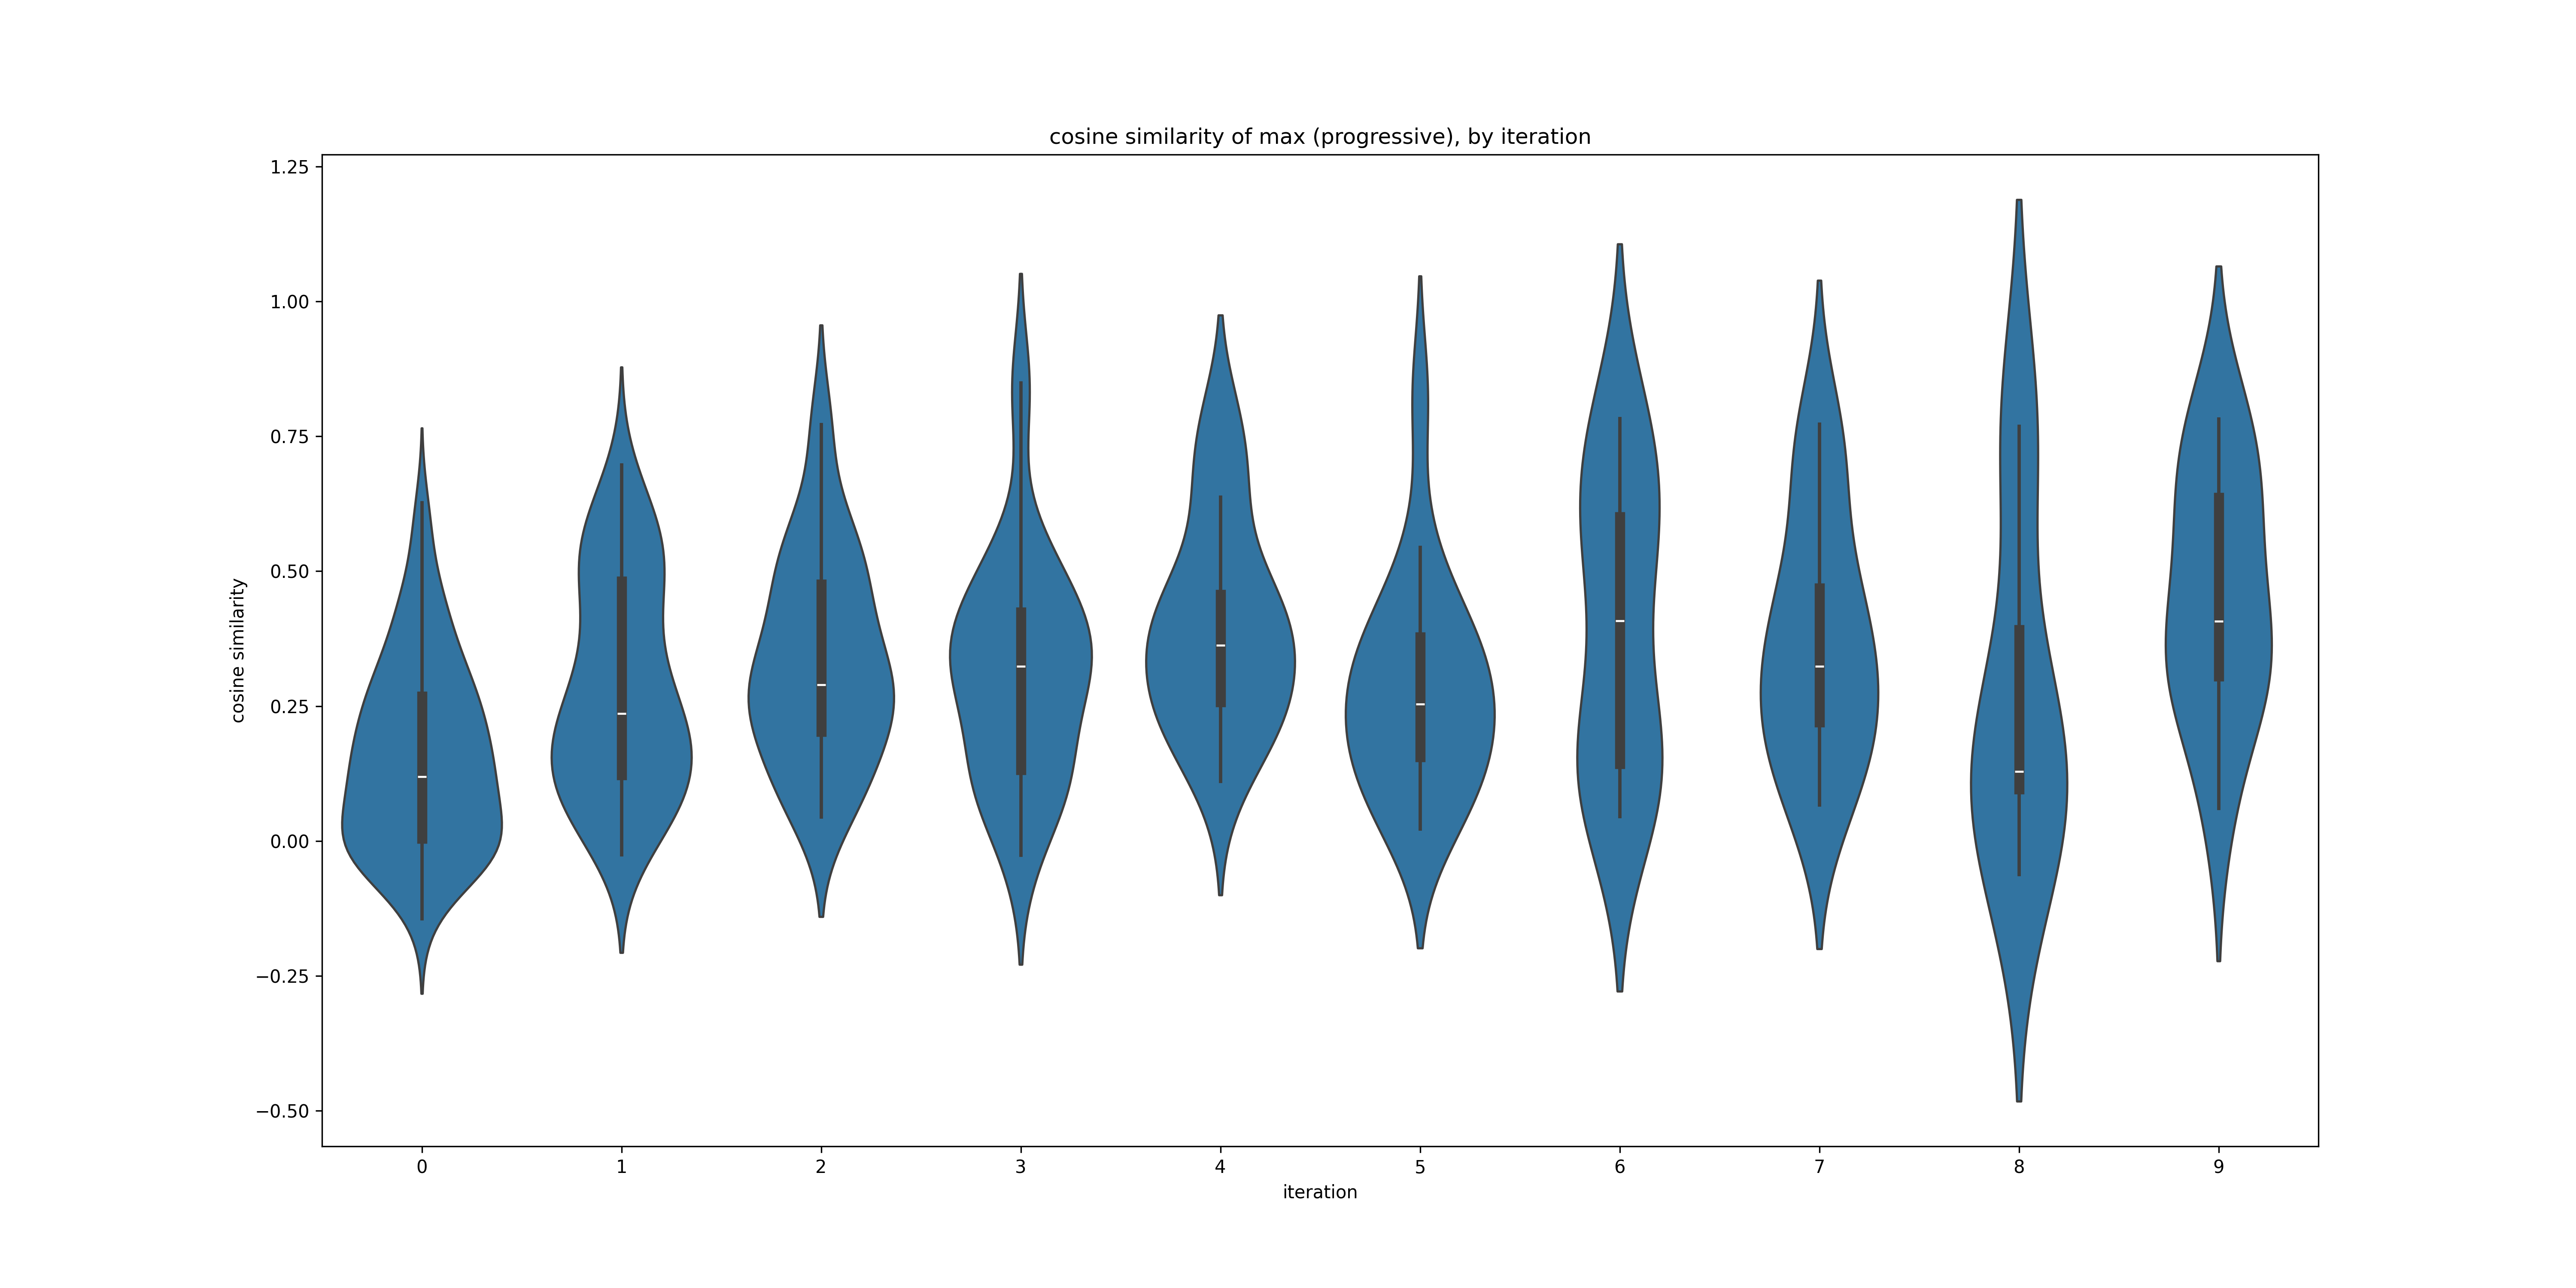 cosine similarity of max (progressive), by iteration
1.25
1.00
0.75
0.50
0.25
0.00
−0.25
−0.50
cosine similarity
0 1 2 3 4 5 6 7 8 9
iteration